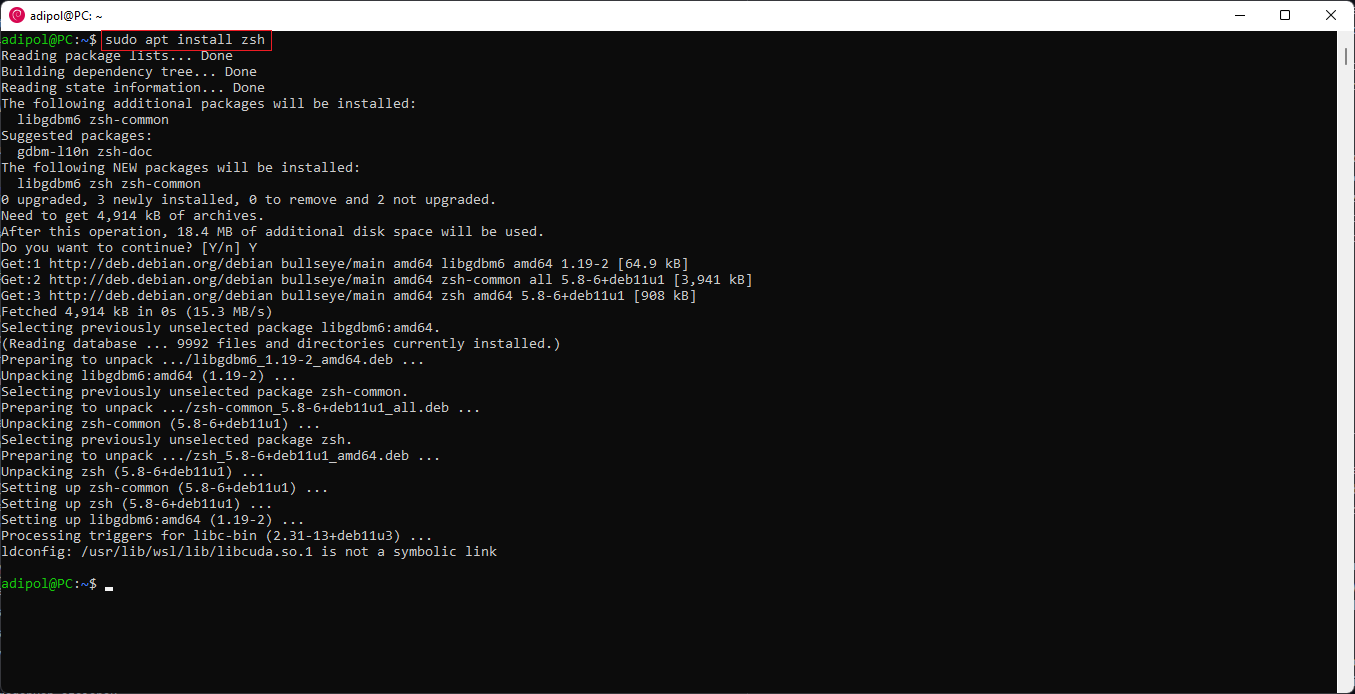 adipol@PC: ~
adipol@PC:~$ sudo apt install zsh
Reading package lists... Done
Building dependency tree... Done
Reading state information... Done
The following additional packages will be installed:
  libgdbm6 zsh-common
Suggested packages:
  gdbm-l10n zsh-doc
The following NEW packages will be installed:
  libgdbm6 zsh zsh-common
0 upgraded, 3 newly installed, 0 to remove and 2 not upgraded.
Need to get 4,914 kB of archives.
After this operation, 18.4 MB of additional disk space will be used.
Do you want to continue? [Y/n] Y
Get:1 http://deb.debian.org/debian bullseye/main amd64 libgdbm6 amd64 1.19-2 [64.9 kB]
Get:2 http://deb.debian.org/debian bullseye/main amd64 zsh-common all 5.8-6+deb11u1 [3,941 kB]
Get:3 http://deb.debian.org/debian bullseye/main amd64 zsh amd64 5.8-6+deb11u1 [908 kB]
Fetched 4,914 kB in 0s (15.3 MB/s)
Selecting previously unselected package libgdbm6:amd64.
(Reading database ... 9992 files and directories currently installed.)
Preparing to unpack .../libgdbm6_1.19-2_amd64.deb ...
Unpacking libgdbm6:amd64 (1.19-2) ...
Selecting previously unselected package zsh-common.
Preparing to unpack .../zsh-common_5.8-6+deb11u1_all.deb ...
Unpacking zsh-common (5.8-6+deb11u1) ...
Selecting previously unselected package zsh.
Preparing to unpack .../zsh_5.8-6+deb11u1_amd64.deb ...
Unpacking zsh (5.8-6+deb11u1) ...
Setting up zsh-common (5.8-6+deb11u1) ...
Setting up zsh (5.8-6+deb11u1) ...
Setting up libgdbm6:amd64 (1.19-2) ...
Processing triggers for libc-bin (2.31-13+deb11u3) ...
ldconfig: /usr/lib/wsl/lib/libcuda.so.1 is not a symbolic link
adipol@PC:~$